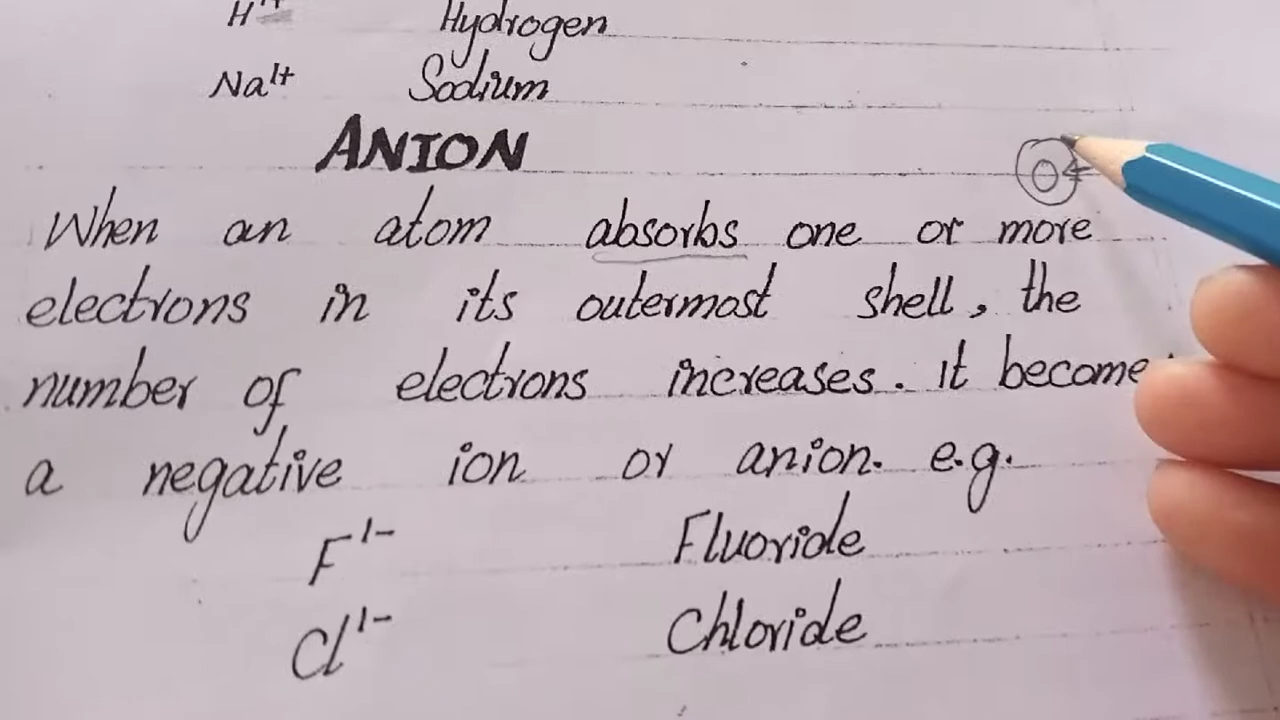 H¹⁺ Hydrogen
Na¹⁺ Sodium
ANION
When an atom absorbs one or more
electrons in its outermost shell, the
number of electrons increases. it become
a negative ion or anion. e.g.
F¹⁻ Fluoride
Cl¹⁻ Chloride